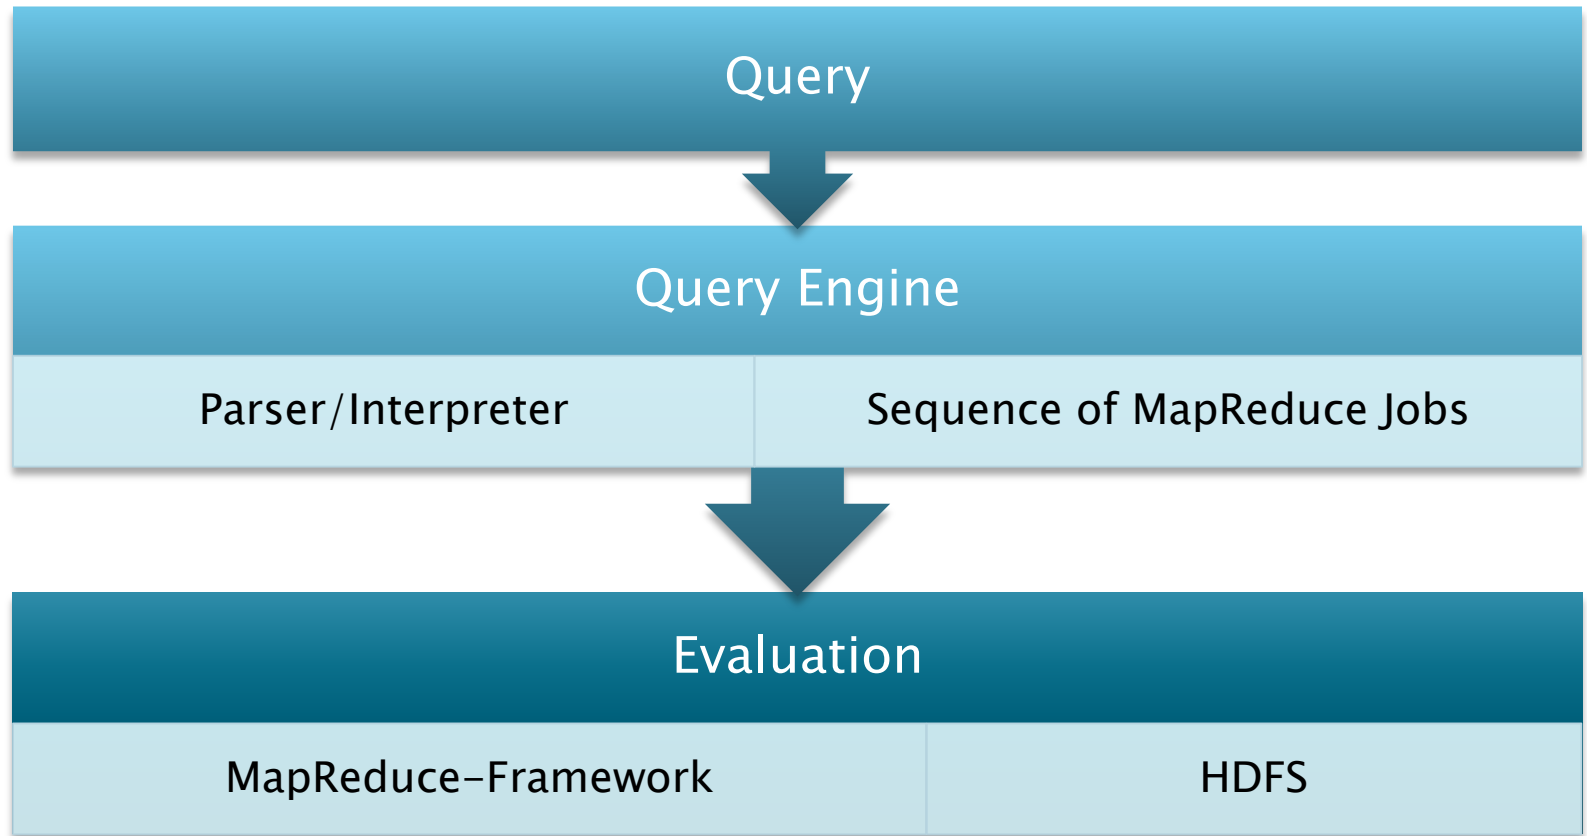 Query
Query Engine
Parser/Interpreter
Sequence of MapReduce Jobs
Evaluation
MapReduce-Framework
HDFS